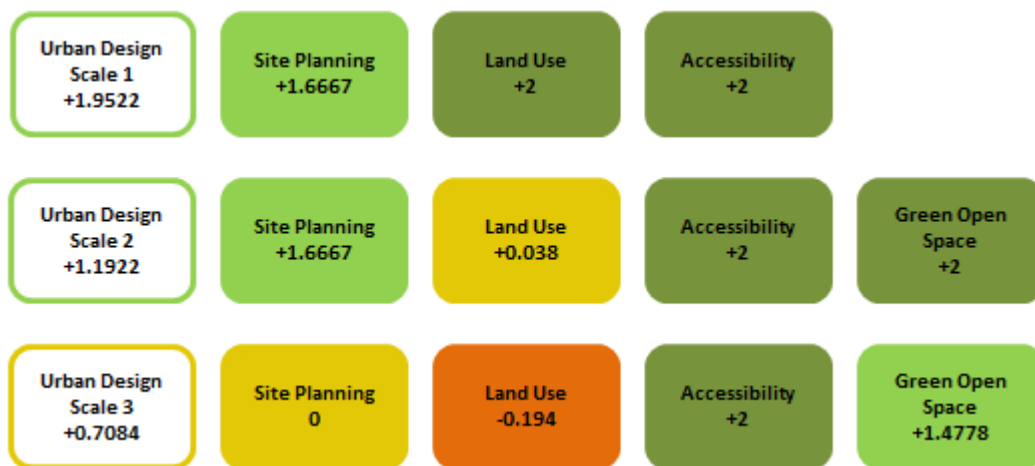 Urban Design
Scale 1
+1.9522
Site Planning
+1.6667
Land Use
+2
Accessibility
+2
Urban Design
Scale 2
+1.1922
Site Planning
+1.6667
Land Use
+0.038
Accessibility
+2
Green Open
Space
+2
Urban Design
Scale 3
+0.7084
Site Planning
0
Land Use
-0.194
Accessibility
+2
Green Open
Space
+1.4778